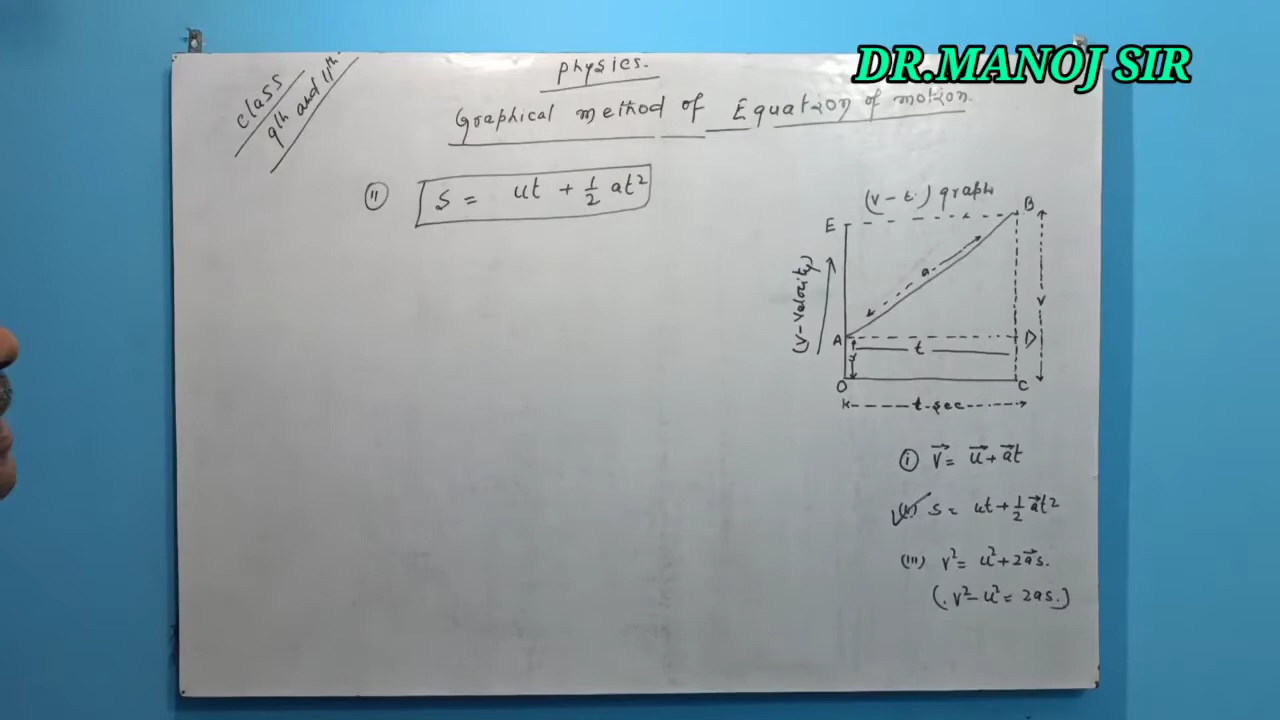 DR.MANOJ SIR
class
9th and 11th
Physics.
Graphical method of Equation of motion.
(ii) S = ut + 1/2 at²
(v - t.) graph
E
B
(V-Velocity)
a
v
A
D
t
O
C
t sec
(i) v⃗ = u⃗ + a⃗t
S = ut + 1/2 a⃗t²
(iii) v² = u² + 2a⃗s.
(. v² - u² = 2as.)